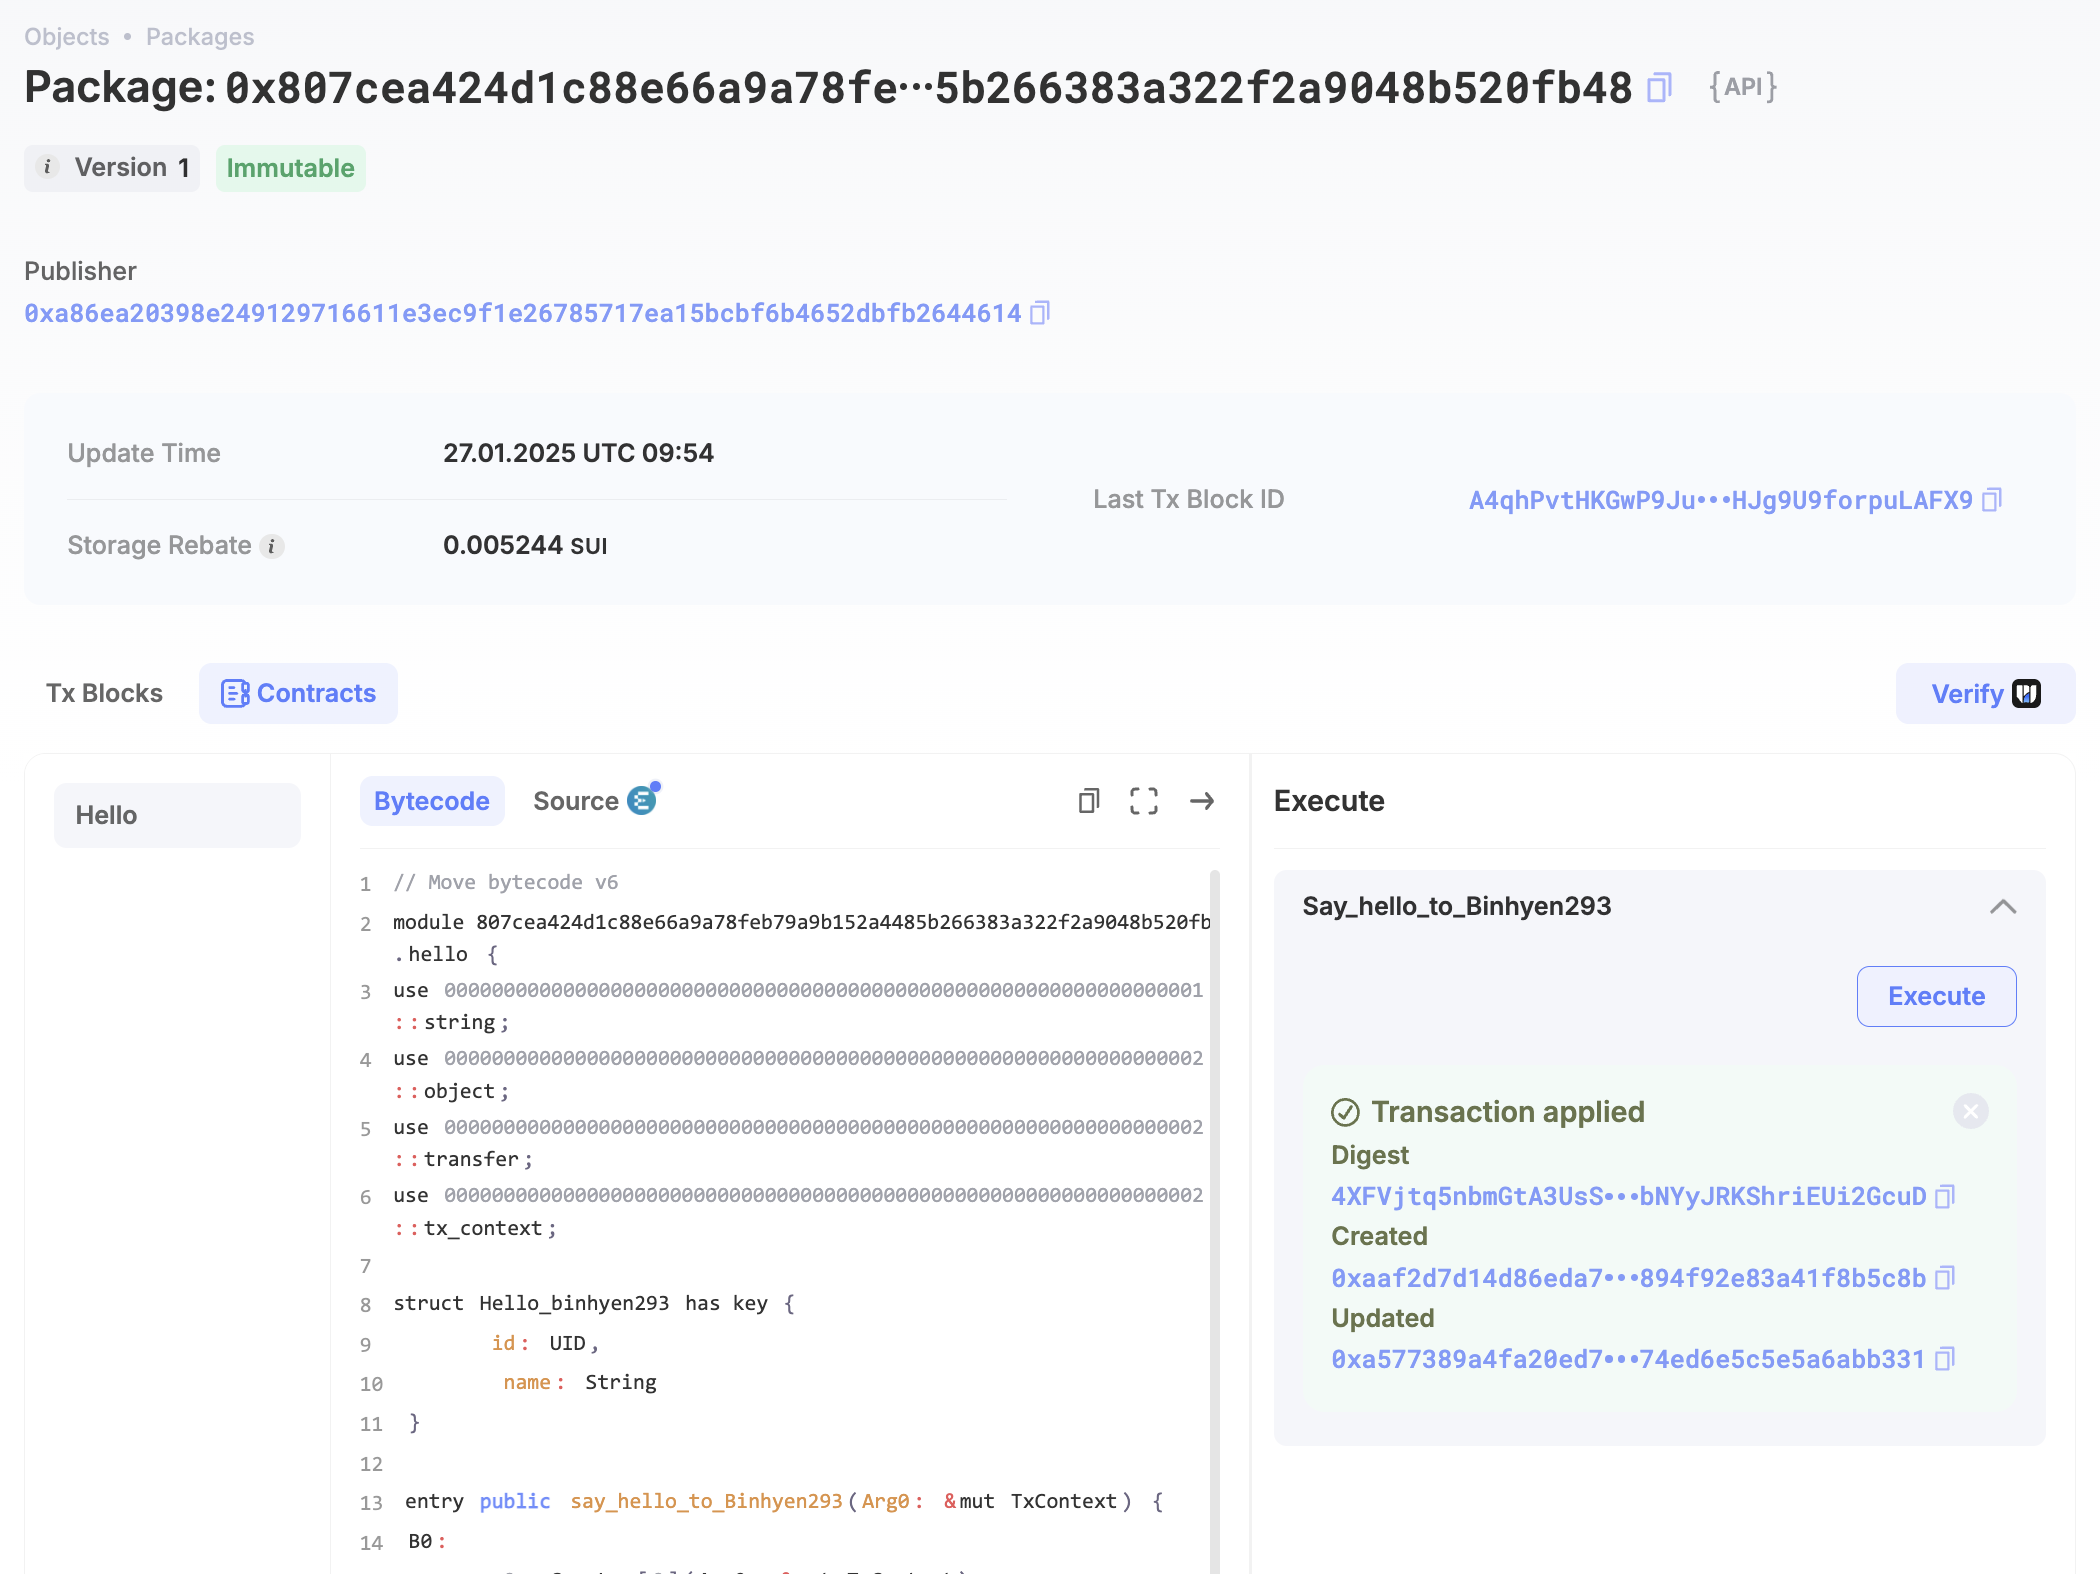 Objects • Packages
Package: 0x807cea424d1c88e66a9a78fe···5b266383a322f2a9048b520fb48 {API}
i Version 1 Immutable
Publisher
0xa86ea20398e249129716611e3ec9f1e26785717ea15bcbf6b4652dbfb2644614
Update Time 27.01.2025 UTC 09:54
Last Tx Block ID A4qhPvtHKGwP9Ju•••HJg9U9forpuLAFX9
Storage Rebate i 0.005244 SUI
Tx Blocks Contracts Verify
Hello
Bytecode Source
1 // Move bytecode v6
2 module 807cea424d1c88e66a9a78feb79a9b152a4485b266383a322f2a9048b520fb
.hello {
3 use 0000000000000000000000000000000000000000000000000000000000000001
::string;
4 use 0000000000000000000000000000000000000000000000000000000000000002
::object;
5 use 0000000000000000000000000000000000000000000000000000000000000002
::transfer;
6 use 0000000000000000000000000000000000000000000000000000000000000002
::tx_context;
7
8 struct Hello_binhyen293 has key {
9 id: UID,
10 name: String
11 }
12
13 entry public say_hello_to_Binhyen293(Arg0: &mut TxContext) {
14 B0:
Execute
Say_hello_to_Binhyen293
Execute
Transaction applied
Digest
4XFVjtq5nbmGtA3UsS•••bNYyJRKShriEUi2GcuD
Created
0xaaf2d7d14d86eda7•••894f92e83a41f8b5c8b
Updated
0xa577389a4fa20ed7•••74ed6e5c5e5a6abb331